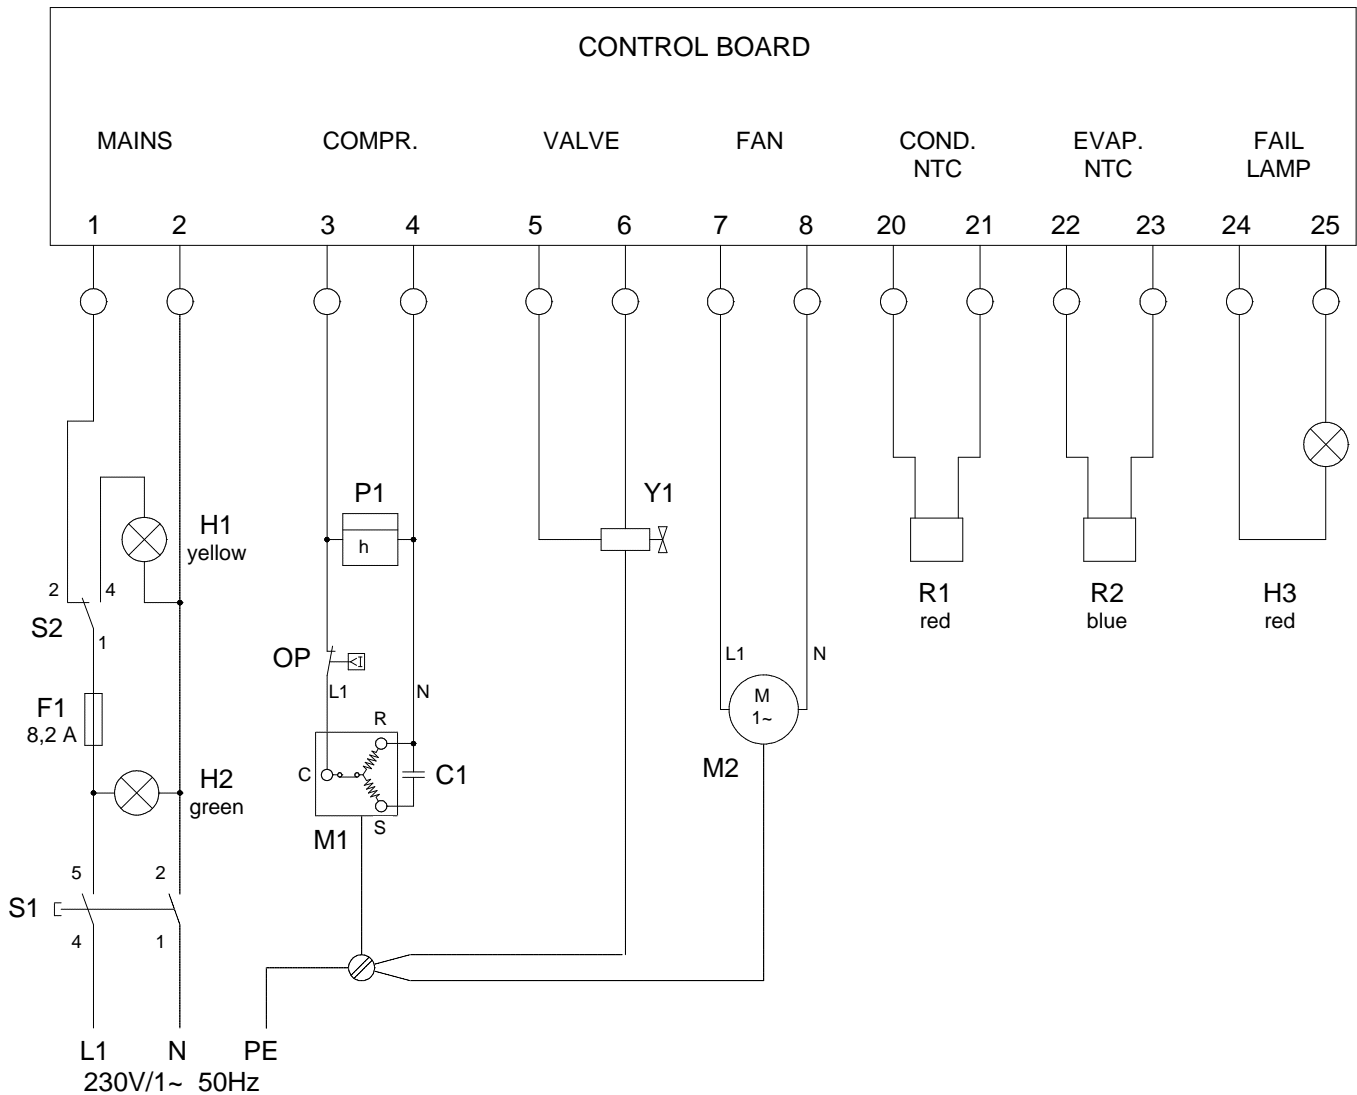 CONTROL BOARD
MAINS COMPR. VALVE FAN COND. EVAP. FAIL
NTC NTC LAMP
1 2 3 4 5 6 7 8 20 21 22 23 24 25
P1 Y1
H1
yellow
h
2 4
S2
1
R1 R2 H3
red blue red
OP
L1 N
L1 N
F1
8,2 A
M
1~
R
M2
H2
green
C
C1
S
M1
5 2
S1
4 1
L1 N PE
230V/1~ 50Hz